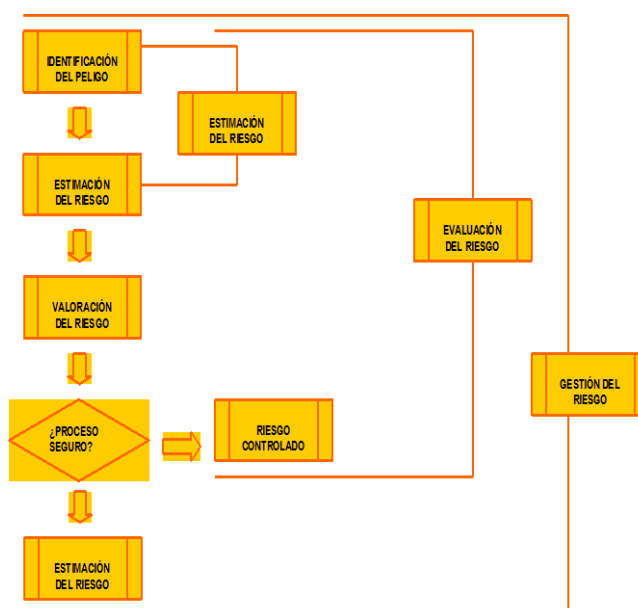 IDENTIFICACIÓN
DEL PELIGO
ESTIMACIÓN
DEL RIESGO
ESTIMACIÓN
DEL RIESGO
EVALUACIÓN
DEL RIESGO
VALORACIÓN
DEL RIESGO
GESTIÓN DEL
RIESGO
¿PROCESO
SEGURO?
RIESGO
CONTROLADO
ESTIMACIÓN
DEL RIESGO